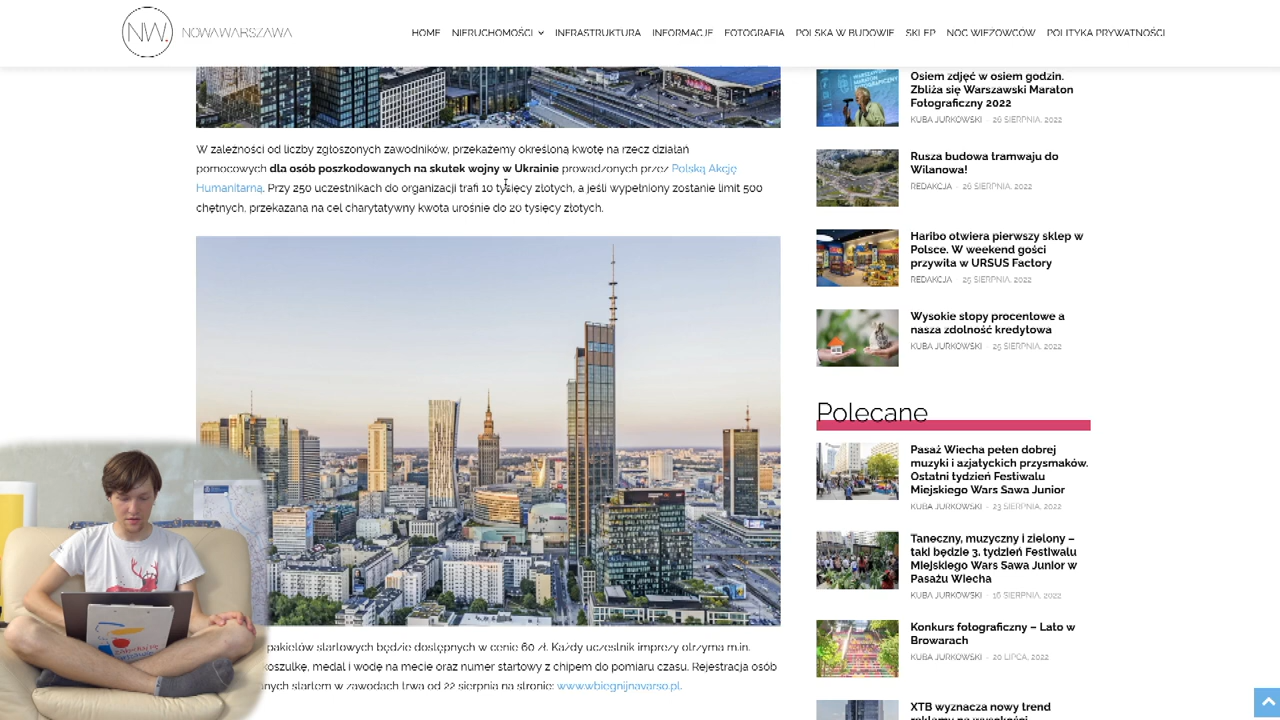 NW.
NOWAWARSZAWA
HOME
NIERUCHOMOŚCI
INFRASTRUKTURA
INFORMACJE
FOTOGRAFIA
POLSKA W BUDOWIE
SKLEP
NOC WIEŻOWCÓW
POLITYKA PRYWATNOŚCI
W zależności od liczby zgłoszonych zawodników, przekażemy określoną kwotę na rzecz działań
pomocowych dla osób poszkodowanych na skutek wojny w Ukrainie prowadzonych przez Polską Akcję
Humanitarną. Przy 250 uczestnikach do organizacji trafi 10 tysięcy złotych, a jeśli wypełniony zostanie limit 500
chętnych, przekazana na cel charytatywny kwota urośnie do 20 tysięcy złotych.
pakietów startowych będzie dostępnych w cenie 60 zł. Każdy uczestnik imprezy otrzyma m.in.
koszulkę, medal i wodę na mecie oraz numer startowy z chipem do pomiaru czasu. Rejestracja osób
startem w zawodach trwa od 22 sierpnia na stronie: www.wbiegnijnavarso.pl.
Osiem zdjęć w osiem godzin.
Zbliża się Warszawski Maraton
Fotograficzny 2022
KUBA JURKOWSKI - 26 SIERPNIA, 2022
Rusza budowa tramwaju do
Wilanowa!
REDAKCJA - 26 SIERPNIA, 2022
Haribo otwiera pierwszy sklep w
Polsce. W weekend gości
przywita w URSUS Factory
REDAKCJA - 25 SIERPNIA, 2022
Wysokie stopy procentowe a
nasza zdolność kredytowa
KUBA JURKOWSKI - 25 SIERPNIA, 2022
Polecane
Pasaż Wiecha pełen dobrej
muzyki i azjatyckich przysmaków.
Ostatni tydzień Festiwalu
Miejskiego Wars Sawa Junior
KUBA JURKOWSKI - 23 SIERPNIA, 2022
Taneczny, muzyczny i zielony –
taki będzie 3. tydzień Festiwalu
Miejskiego Wars Sawa Junior w
Pasażu Wiecha
KUBA JURKOWSKI - 16 SIERPNIA, 2022
Konkurs fotograficzny – Lato w
Browarach
KUBA JURKOWSKI - 20 LIPCA, 2022
XTB wyznacza nowy trend
reklamy na wysokości